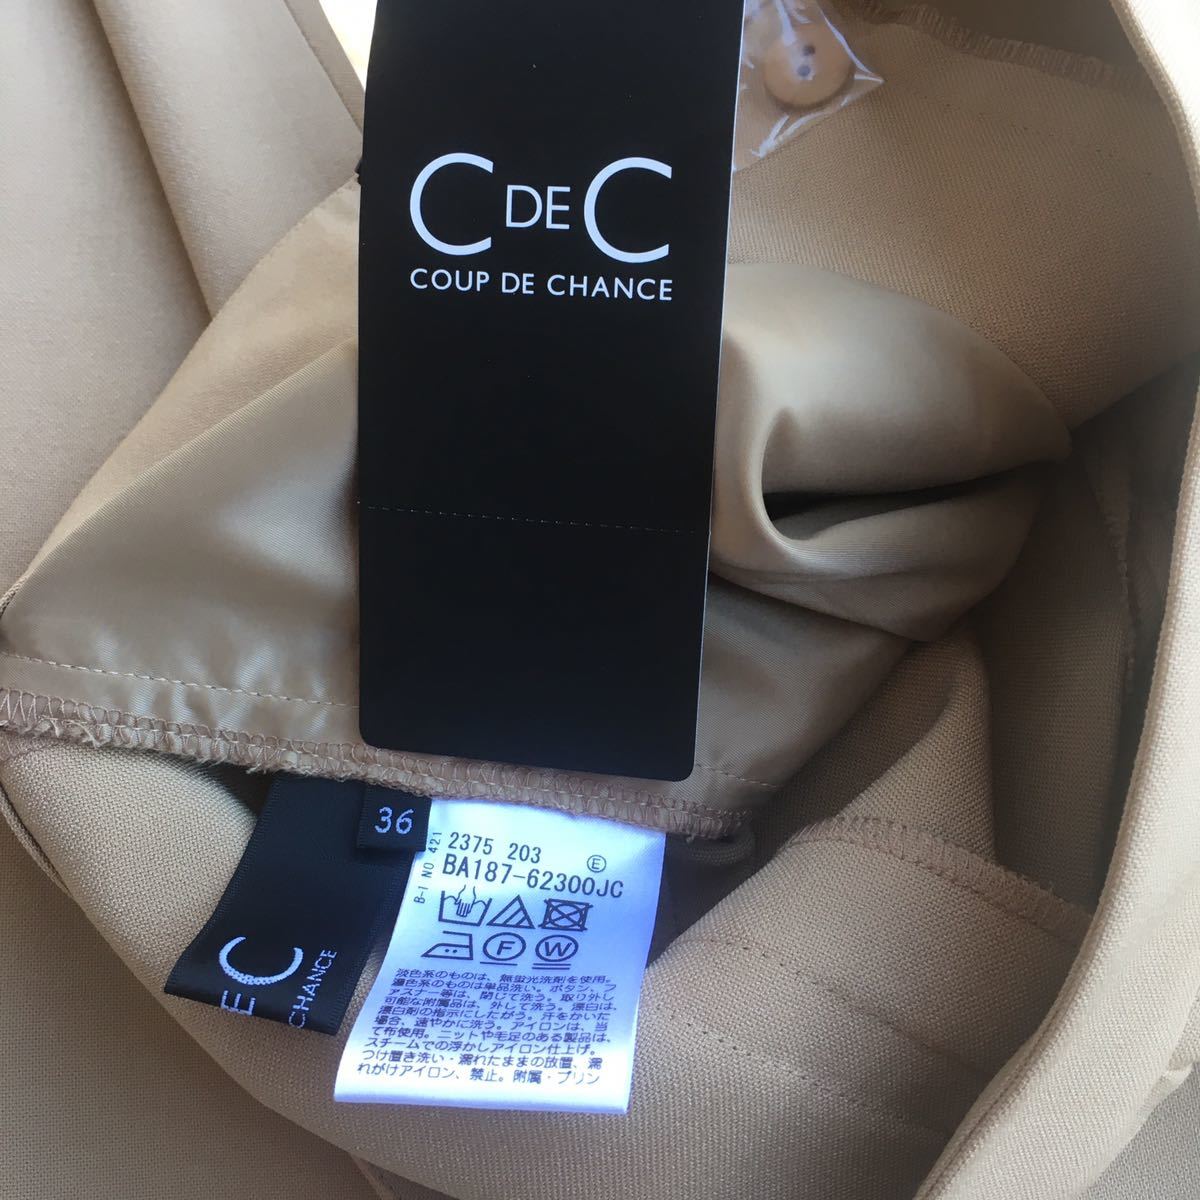 C DE C
COUP DE CHANCE
36
B-1 NO 421
2375 203 E
BA187-62300JC
F W
淡色系のものは、無蛍光洗剤を使用。
濃色系のものは単品洗い。ボタン、フ
ァスナー等は、閉じて洗う。取り外し
可能な附属品は、外して洗う。漂白は、
漂白剤の指示にしたがう。汗をかいた
場合、速やかに洗う。アイロンは、当
て布使用。ニットや毛足のある製品は、
スチームでの浮かしアイロン仕上げ。
つけ置き洗い・濡れたままの放置、濡
れがけアイロン、禁止。附属・プリン
E C
CHANCE